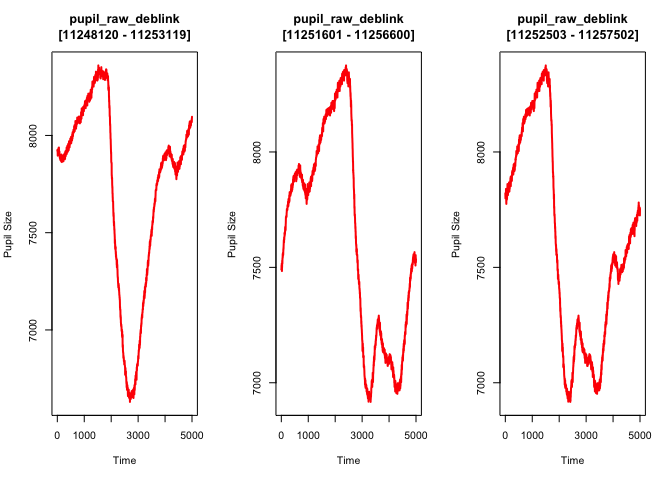 pupil_raw_deblink
[11248120 - 11253119]
Pupil Size
8000
7500
7000
0 1000 3000 5000
Time
pupil_raw_deblink
[11251601 - 11256600]
Pupil Size
8000
7500
7000
0 1000 3000 5000
Time
pupil_raw_deblink
[11252503 - 11257502]
Pupil Size
8000
7500
7000
0 1000 3000 5000
Time